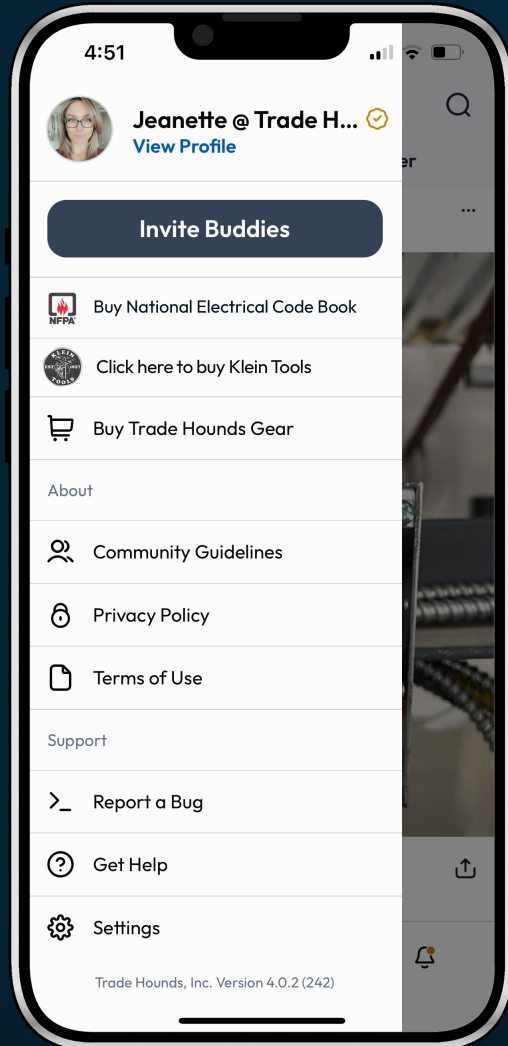 4:51
Jeanette @ Trade H...
View Profile
er
Invite Buddies
NFPA
Buy National Electrical Code Book
KLEIN
EST. 1857
TOOLS
Click here to buy Klein Tools
Buy Trade Hounds Gear
About
Community Guidelines
Privacy Policy
Terms of Use
Support
Report a Bug
Get Help
Settings
Trade Hounds, Inc. Version 4.0.2 (242)